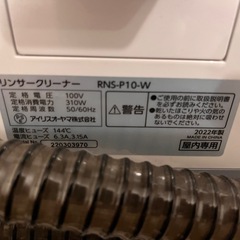 リンサークリーナー RNS-P10-W
定格電圧 100V
定格消費電力 310W
定格周波数 50/60Hz
アイリスオーヤマ株式会社
温度ヒューズ 144℃
電流ヒューズ 6.3A,3.15A
220303970
警告
●ご使用の前に取扱説明書を必ずお読みください。
2022年製
MADE IN CHINA
屋内専用